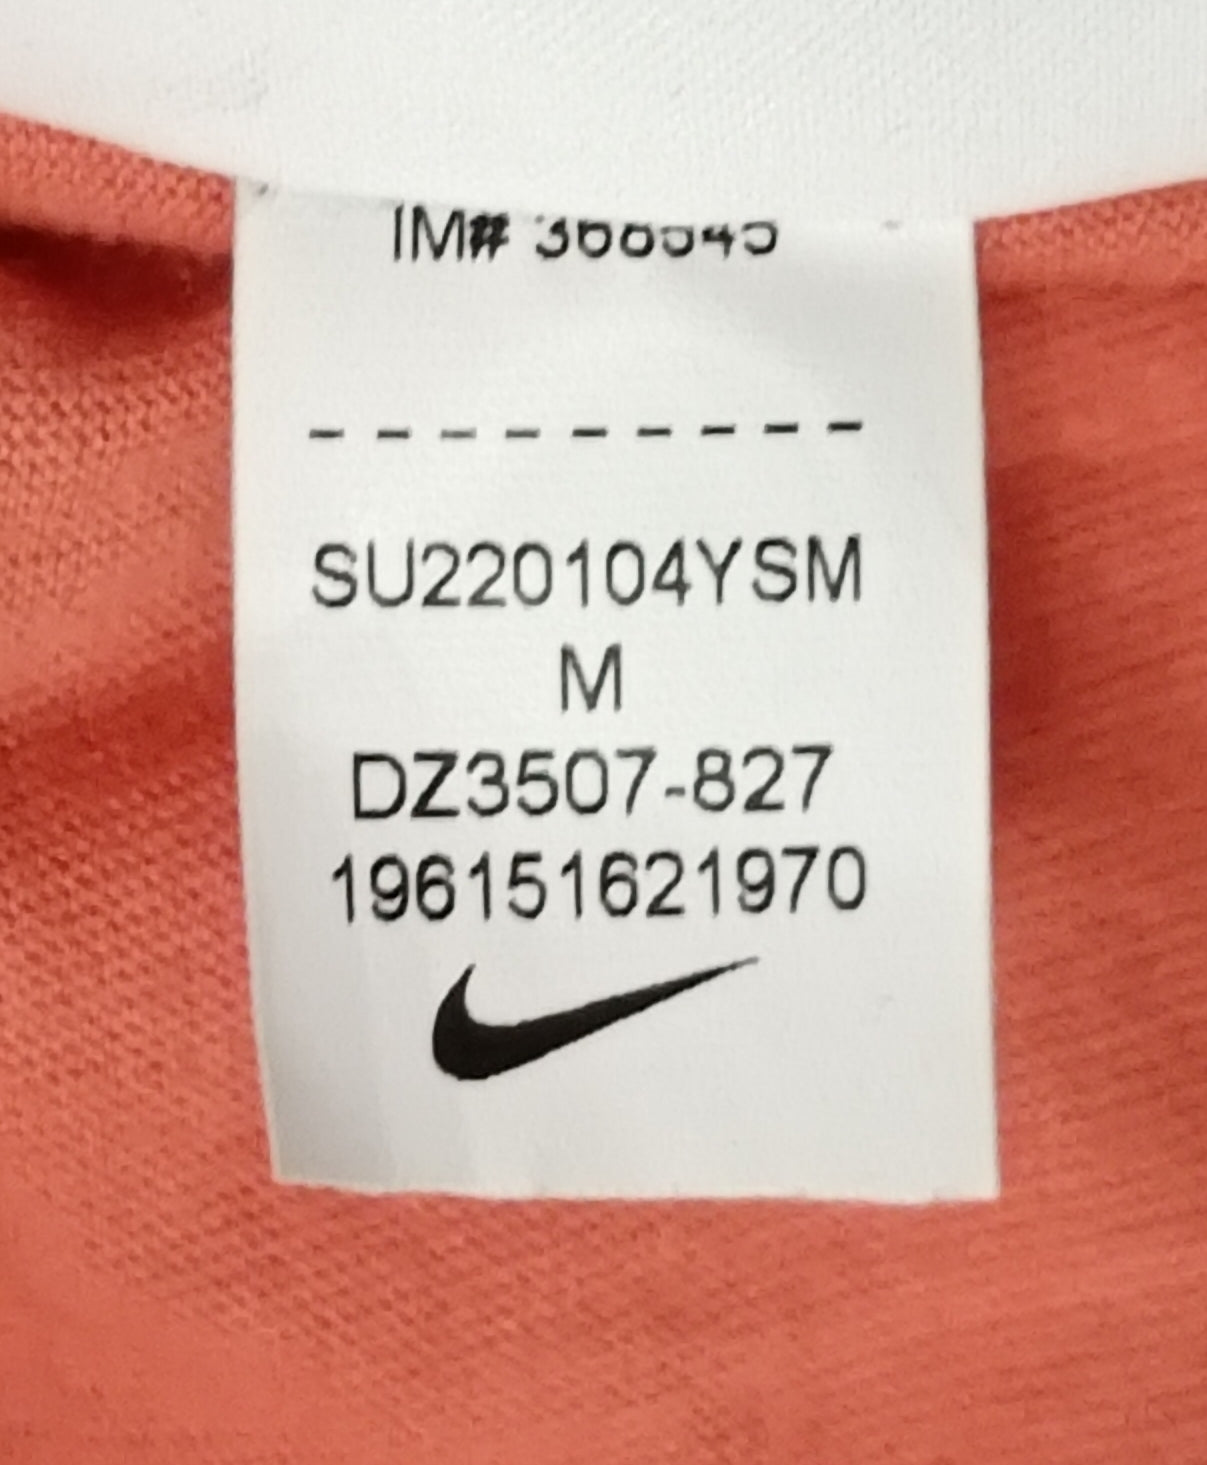 IM#
- - - - - - - - -
SU220104YSM
M
DZ3507-827
196151621970